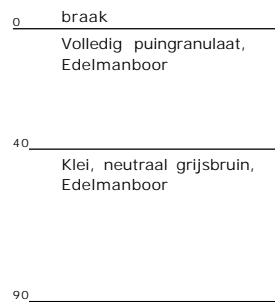 braak
0
Volledig puingranulaat,
Edelmanboor
40
Klei, neutraal grijsbruin,
Edelmanboor
90